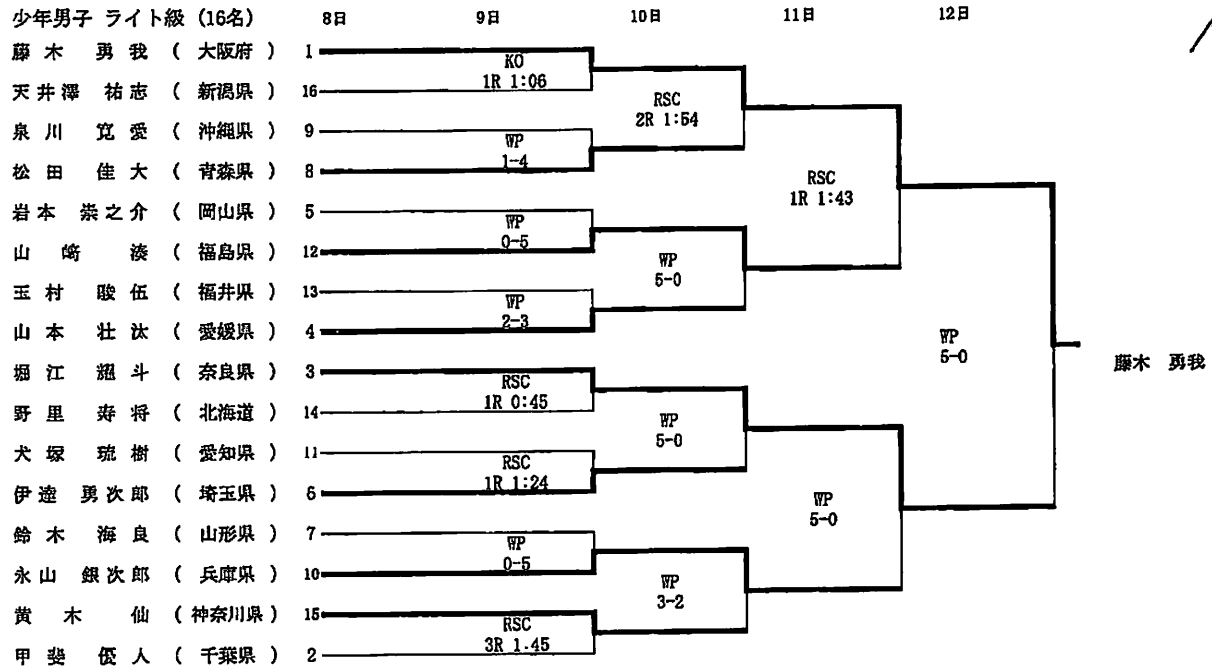 少年男子 ライト級 (16名) 8日 9日 10日 11日 12日
藤木 勇我 ( 大阪府 ) 1
KO
1R 1:06
天井澤 祐志 ( 新潟県 ) 16
RSC
2R 1:54
泉川 寛愛 ( 沖縄県 ) 9
WP
1-4
松田 佳大 ( 青森県 ) 8
RSC
1R 1:43
岩本 崇之介 ( 岡山県 ) 5
WP
0-5
山崎 湊 ( 福島県 ) 12
WP
5-0
玉村 駿伍 ( 福井県 ) 13
WP
2-3
山本 壮汰 ( 愛媛県 ) 4
WP
5-0
藤木 勇我
堀江  斗 ( 奈良県 ) 3
RSC
1R 0:45
野里 寿将 ( 北海道 ) 14
WP
5-0
犬塚 琉樹 ( 愛知県 ) 11
RSC
1R 1:24
伊達 勇次郎 ( 埼玉県 ) 6
WP
5-0
鈴木 海良 ( 山形県 ) 7
WP
0-5
永山 銀次郎 ( 兵庫県 ) 10
WP
3-2
黄木 仙 ( 神奈川県 ) 15
RSC
3R 1.45
甲斐 優人 ( 千葉県 ) 2